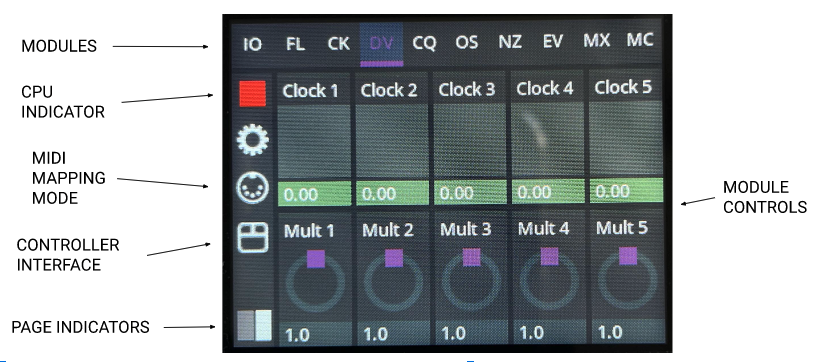 MODULES
IO FL CK DV CQ OS NZ EV MX MC
CPU
INDICATOR
Clock 1 Clock 2 Clock 3 Clock 4 Clock 5
MIDI
MAPPING
MODE
0.00 0.00 0.00 0.00 0.00
MODULE
CONTROLS
CONTROLLER
INTERFACE
Mult 1 Mult 2 Mult 3 Mult 4 Mult 5
PAGE INDICATORS
1.0 1.0 1.0 1.0 1.0